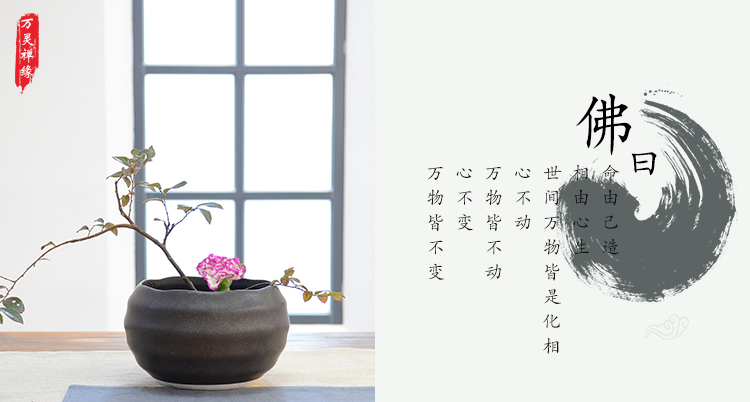 万灵禅缘
佛曰
命由己造
相由心生
世间万物皆是化相
心不动
万物皆不动
心不变
万物皆不变